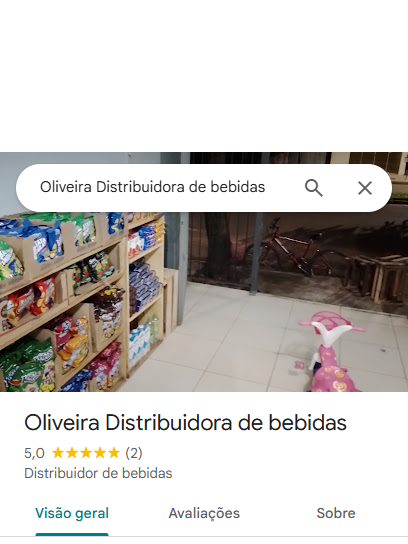 Oliveira Distribuidora de bebidas
Oliveira Distribuidora de bebidas
5,0 ★★★★★ (2)
Distribuidor de bebidas
Visão geral Avaliações Sobre